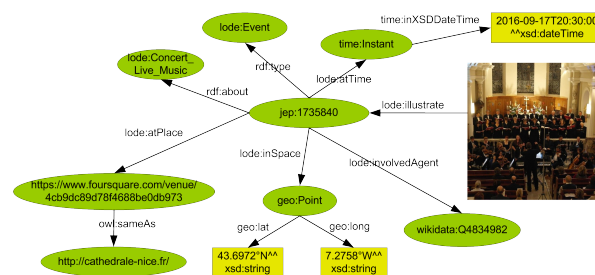 lode:Event
time:inXSDDateTime
2016-09-17T20:30:00
^^xsd:dateTime
time:Instant
lode:Concert_
Live_Music
rdf:type
lode:atTime
rdf:about
jep:1735840
lode:illustrate
lode:atPlace
lode:inSpace
lode:involvedAgent
https://www.foursquare.com/venue/
4cb9dc89d78f4688be0db973
geo:Point
owl:sameAs
geo:lat
geo:long
wikidata:Q4834982
http://cathedrale-nice.fr/
43.6972°N^^
xsd:string
7.2758°W^^
xsd:string